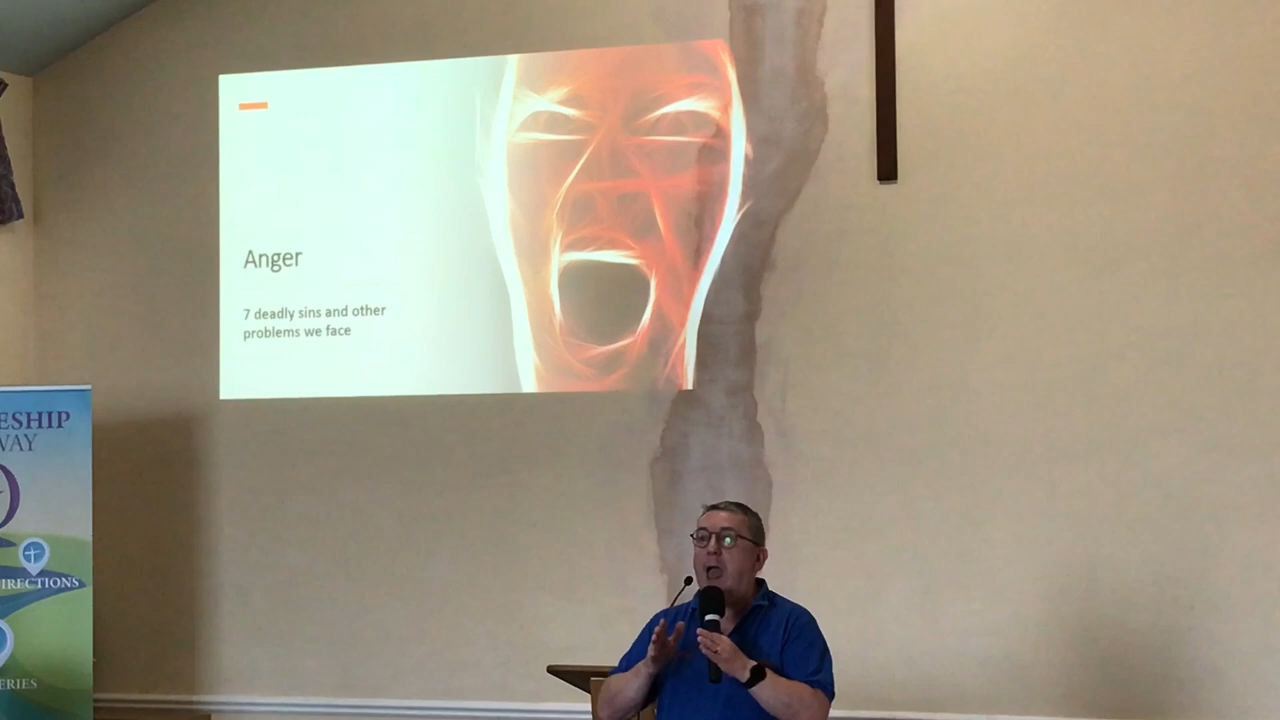 Anger
7 deadly sins and other
problems we face
ESHIP
WAY
IRECTIONS
ERIES